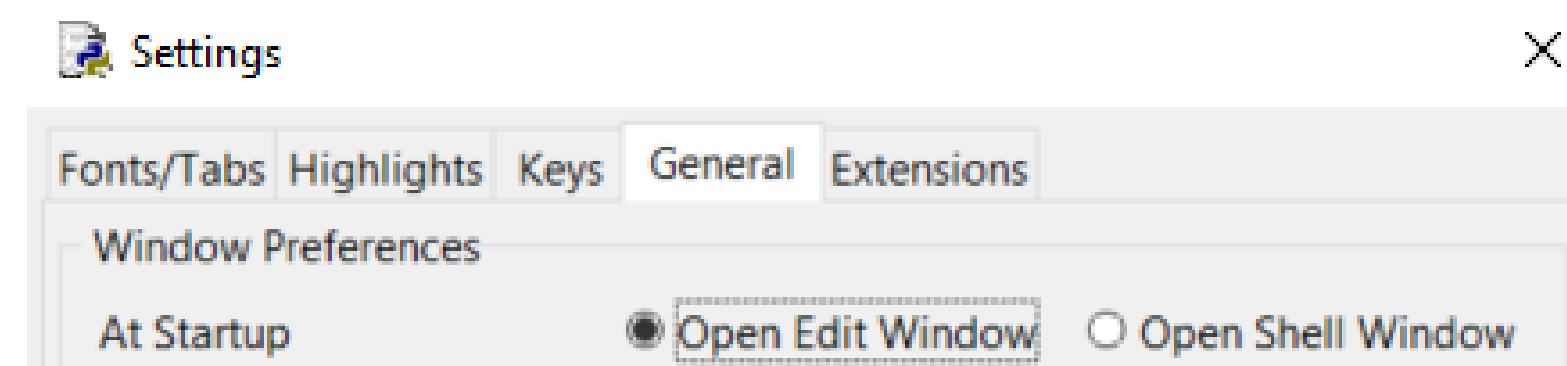 Settings
Fonts/Tabs Highlights Keys General Extensions
Window Preferences
At Startup Open Edit Window Open Shell Window